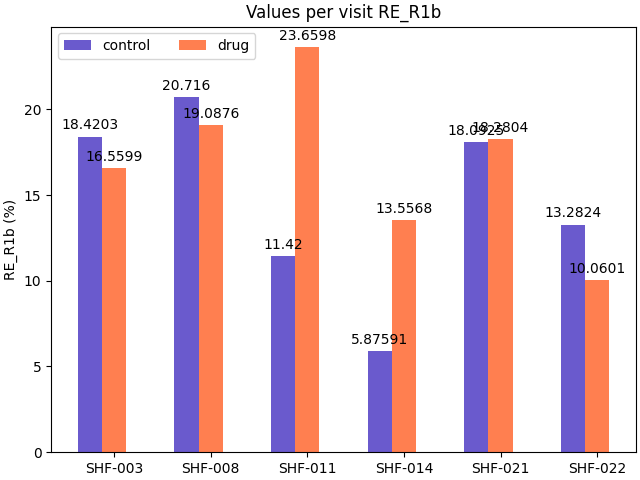 Values per visit RE_R1b
control
drug
RE_R1b (%)
20
15
10
5
0
18.4203
16.5599
20.716
19.0876
11.42
23.6598
5.87591
13.5568
18.0925
18.2804
13.2824
10.0601
SHF-003
SHF-008
SHF-011
SHF-014
SHF-021
SHF-022